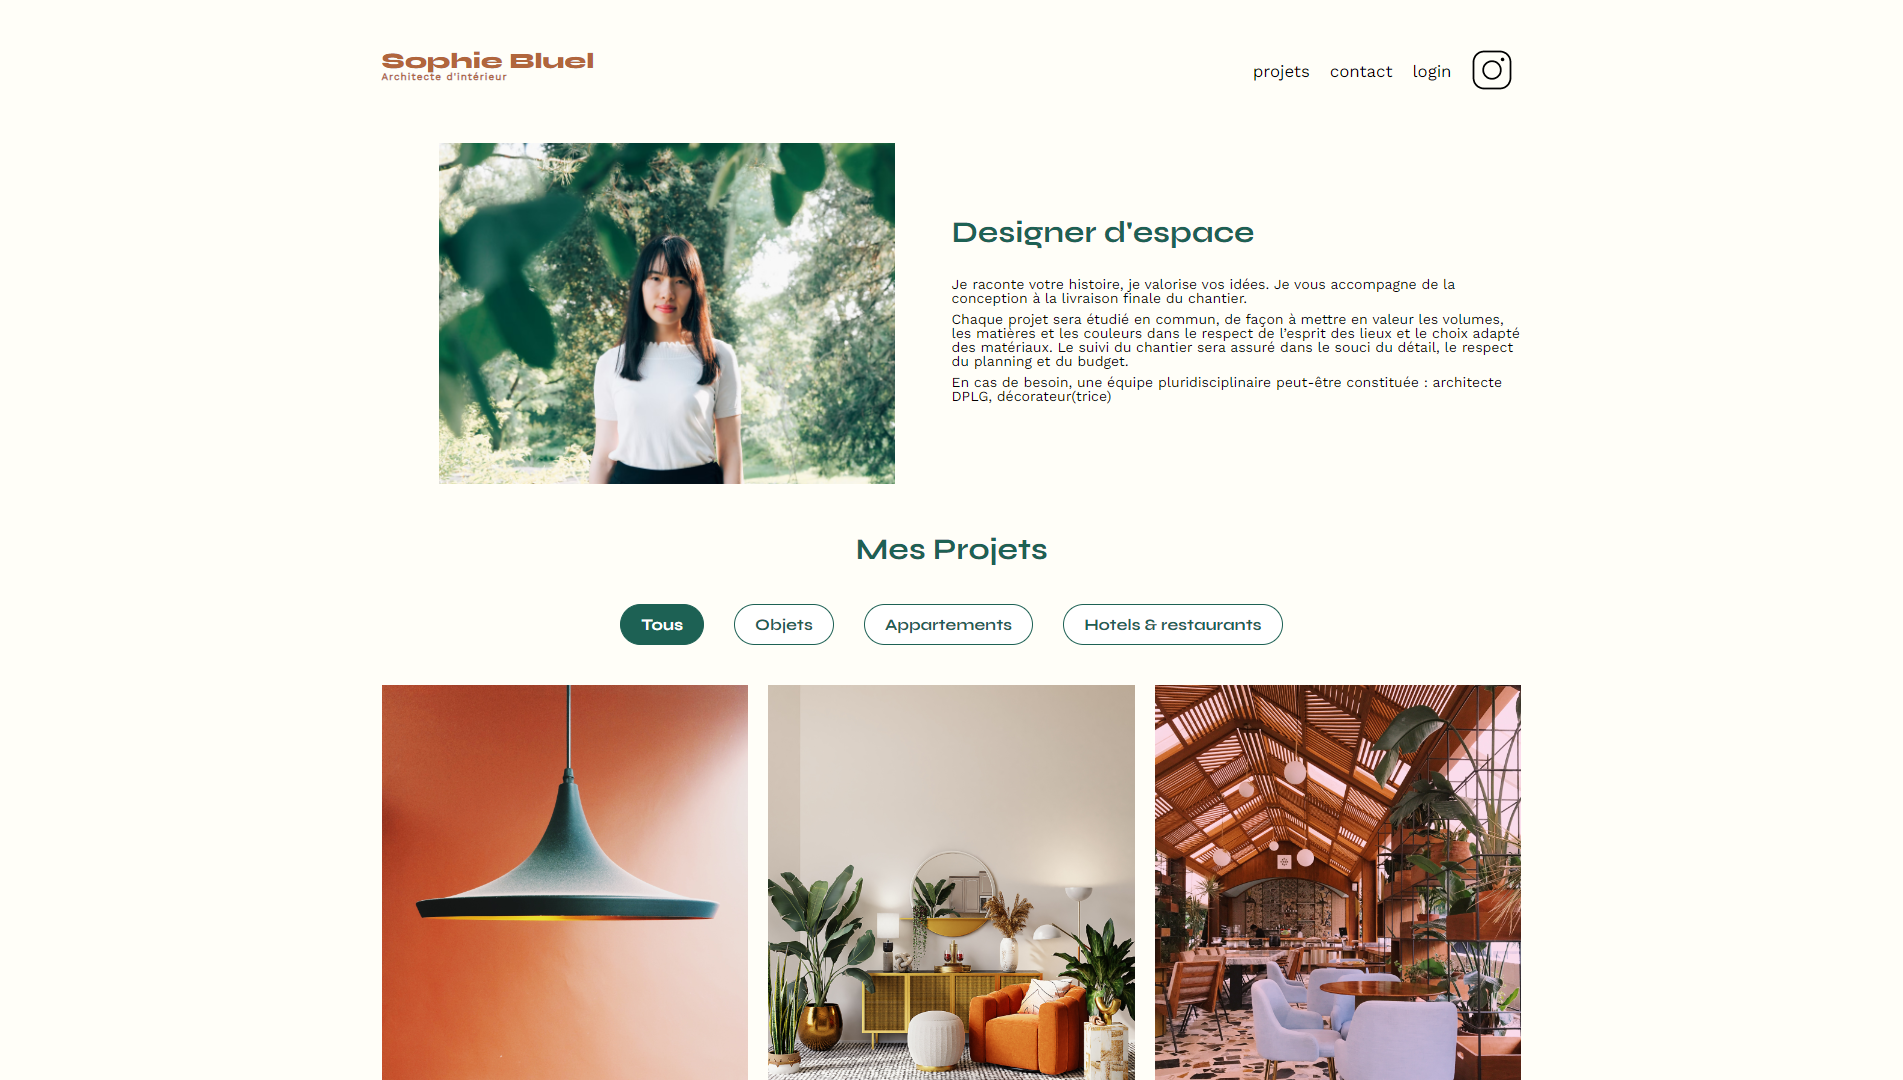 Sophie Bluel
Architecte d'intérieur
projets
contact
login
Designer d'espace
Je raconte votre histoire, je valorise vos idées. Je vous accompagne de la
conception à la livraison finale du chantier.
Chaque projet sera étudié en commun, de façon à mettre en valeur les volumes,
les matières et les couleurs dans le respect de l’esprit des lieux et le choix adapté
des matériaux. Le suivi du chantier sera assuré dans le souci du détail, le respect
du planning et du budget.
En cas de besoin, une équipe pluridisciplinaire peut-être constituée : architecte
DPLG, décorateur(trice)
Mes Projets
Tous
Objets
Appartements
Hotels & restaurants